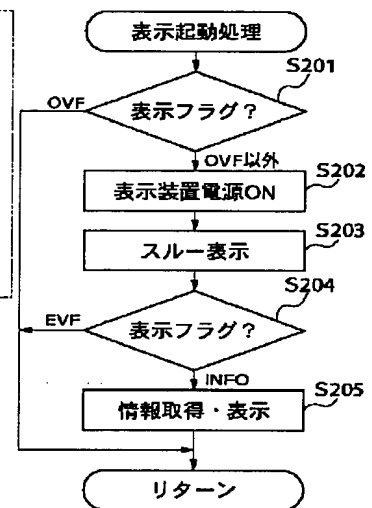 表示起動処理
S201
OVF
表示フラグ?
OVF以外
S202
表示装置電源ON
S203
スルー表示
S204
EVF
表示フラグ?
INFO
S205
情報取得・表示
リターン